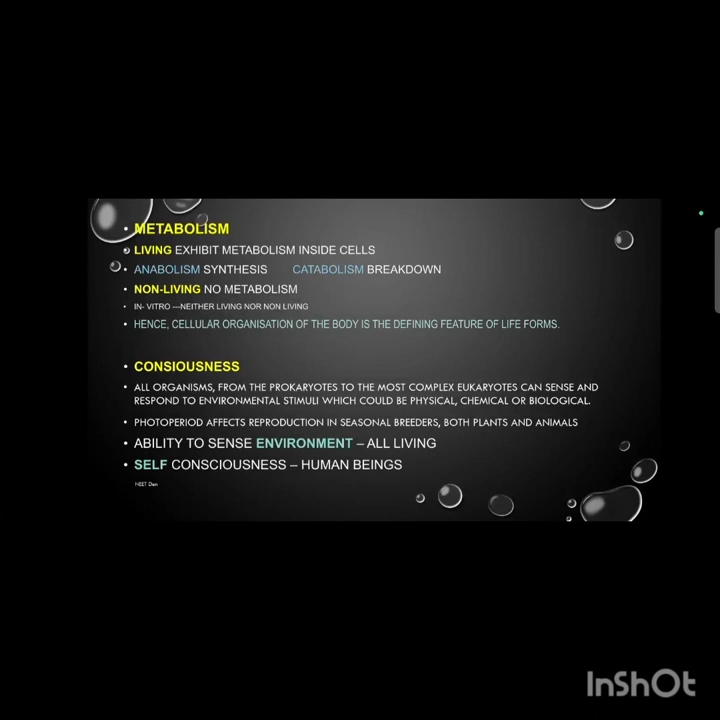 METABOLISM
LIVING EXHIBIT METABOLISM INSIDE CELLS
ANABOLISM SYNTHESIS CATABOLISM BREAKDOWN
NON-LIVING NO METABOLISM
IN- VITRO —NEITHER LIVING NOR NON LIVING
HENCE, CELLULAR ORGANISATION OF THE BODY IS THE DEFINING FEATURE OF LIFE FORMS.
CONSIOUSNESS
ALL ORGANISMS, FROM THE PROKARYOTES TO THE MOST COMPLEX EUKARYOTES CAN SENSE AND
RESPOND TO ENVIRONMENTAL STIMULI WHICH COULD BE PHYSICAL, CHEMICAL OR BIOLOGICAL.
PHOTOPERIOD AFFECTS REPRODUCTION IN SEASONAL BREEDERS, BOTH PLANTS AND ANIMALS
ABILITY TO SENSE ENVIRONMENT – ALL LIVING
SELF CONSCIOUSNESS – HUMAN BEINGS
NEET Den
InShOt